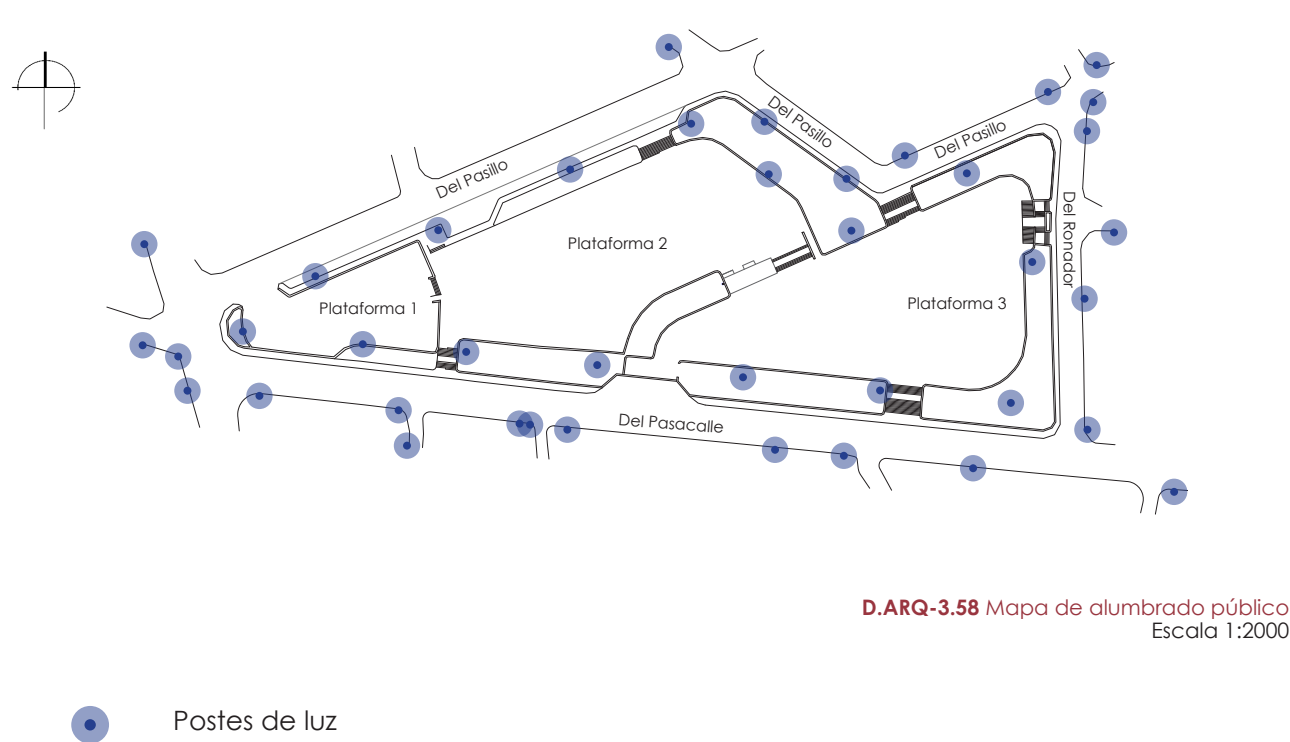 Del Pasillo
Del Pasillo
Del Pasillo
Del Ronador
Plataforma 2
Plataforma 1
Plataforma 3
Del Pasacalle
D.ARQ-3.58 Mapa de alumbrado público
Escala 1:2000
Postes de luz